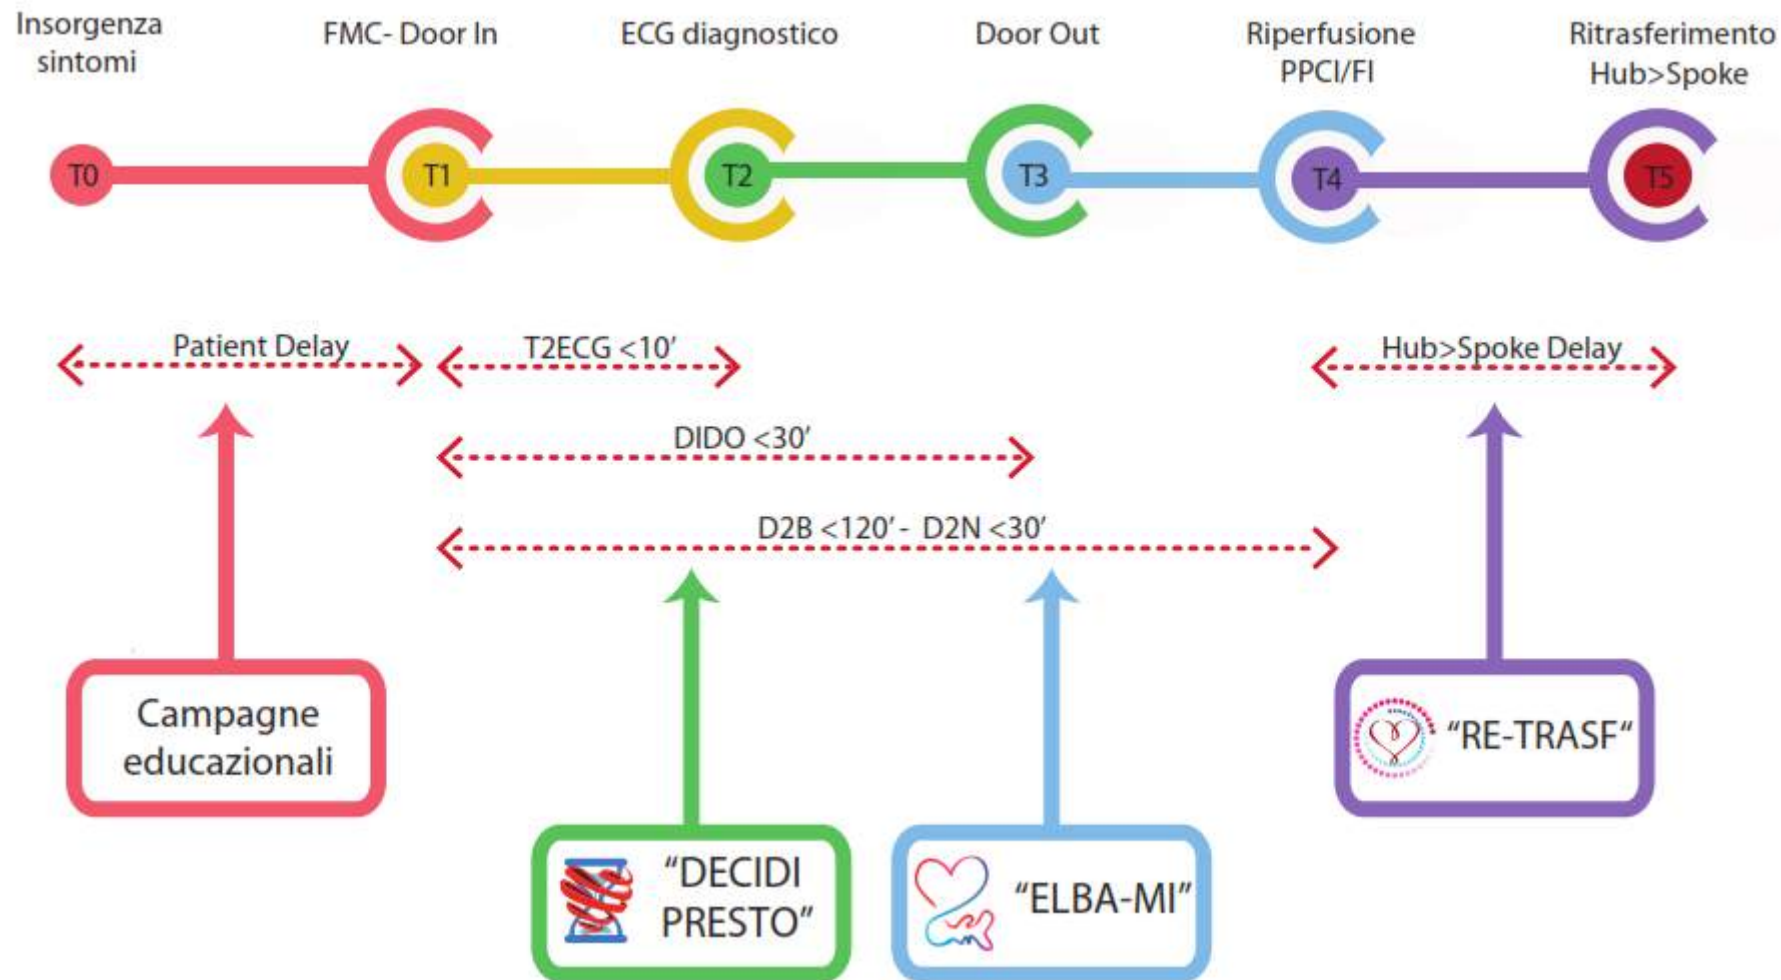 Insorgenza
sintomi
FMC- Door In
ECG diagnostico
Door Out
Riperfusione
PPCI/FI
Ritrasferimento
Hub>Spoke
T0
T1
T2
T3
T4
T5
Patient Delay
T2ECG <10’
Hub>Spoke Delay
DIDO <30’
D2B <120’ - D2N <30’
Campagne
educazionali
“RE-TRASF“
“DECIDI
PRESTO”
“ELBA-MI”